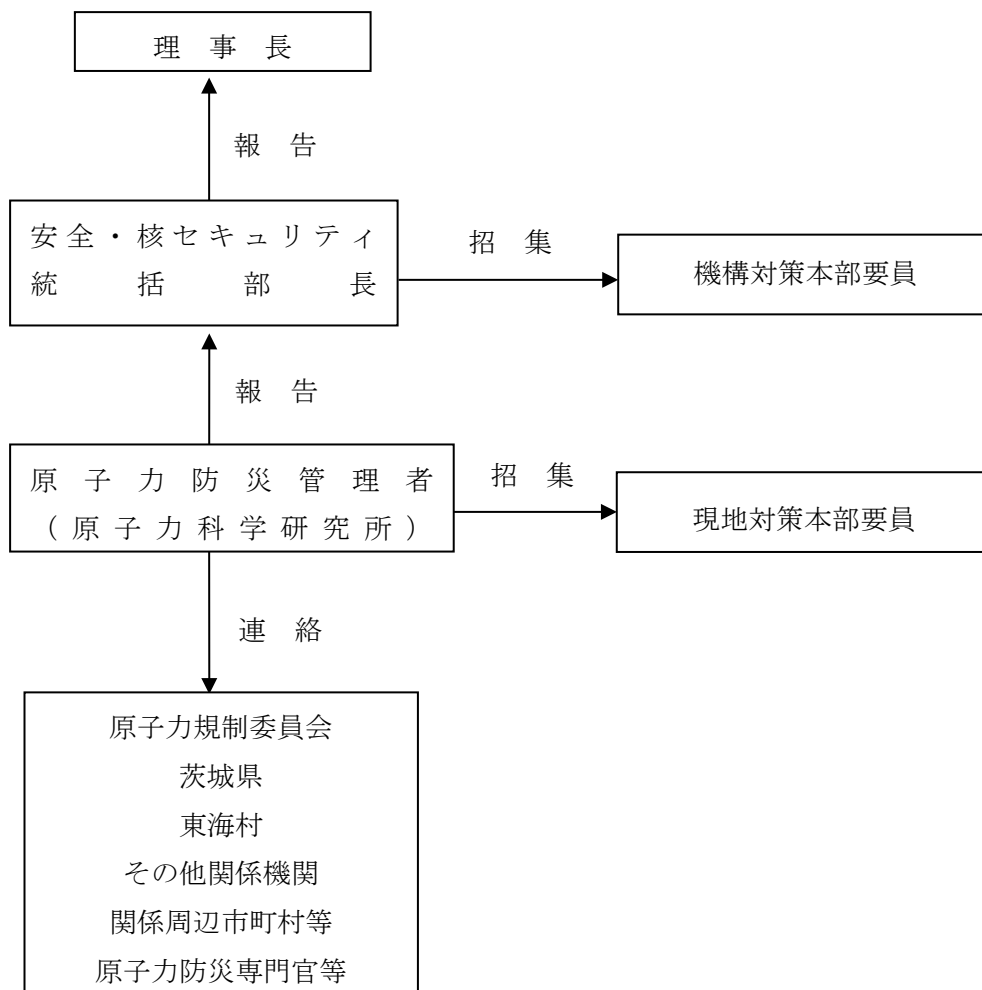 理事長
報告
安全・核セキュリティ
統括部長
招集
機構対策本部要員
報告
原子力防災管理者
(原子力科学研究所)
招集
現地対策本部要員
連絡
原子力規制委員会
茨城県
東海村
その他関係機関
関係周辺市町村等
原子力防災専門官等